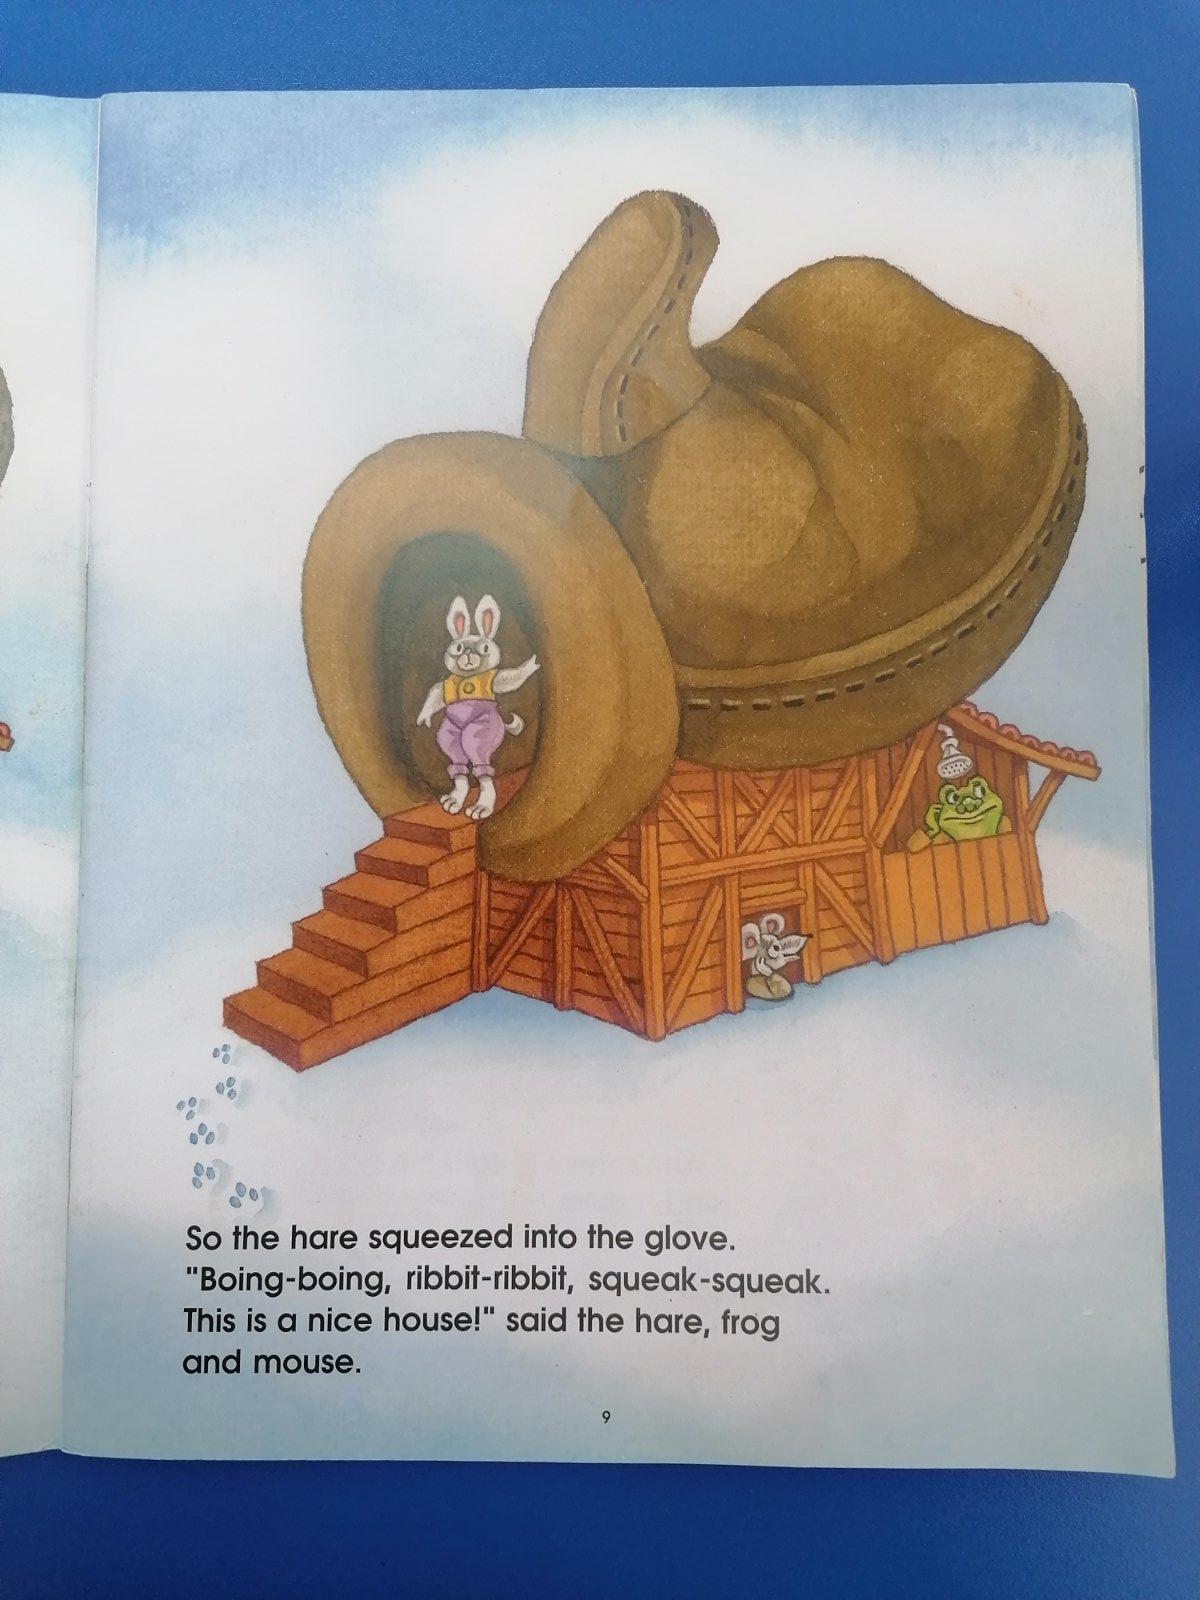 So the hare squeezed into the glove.
"Boing-boing, ribbit-ribbit, squeak-squeak.
This is a nice house!" said the hare, frog
and mouse.
9